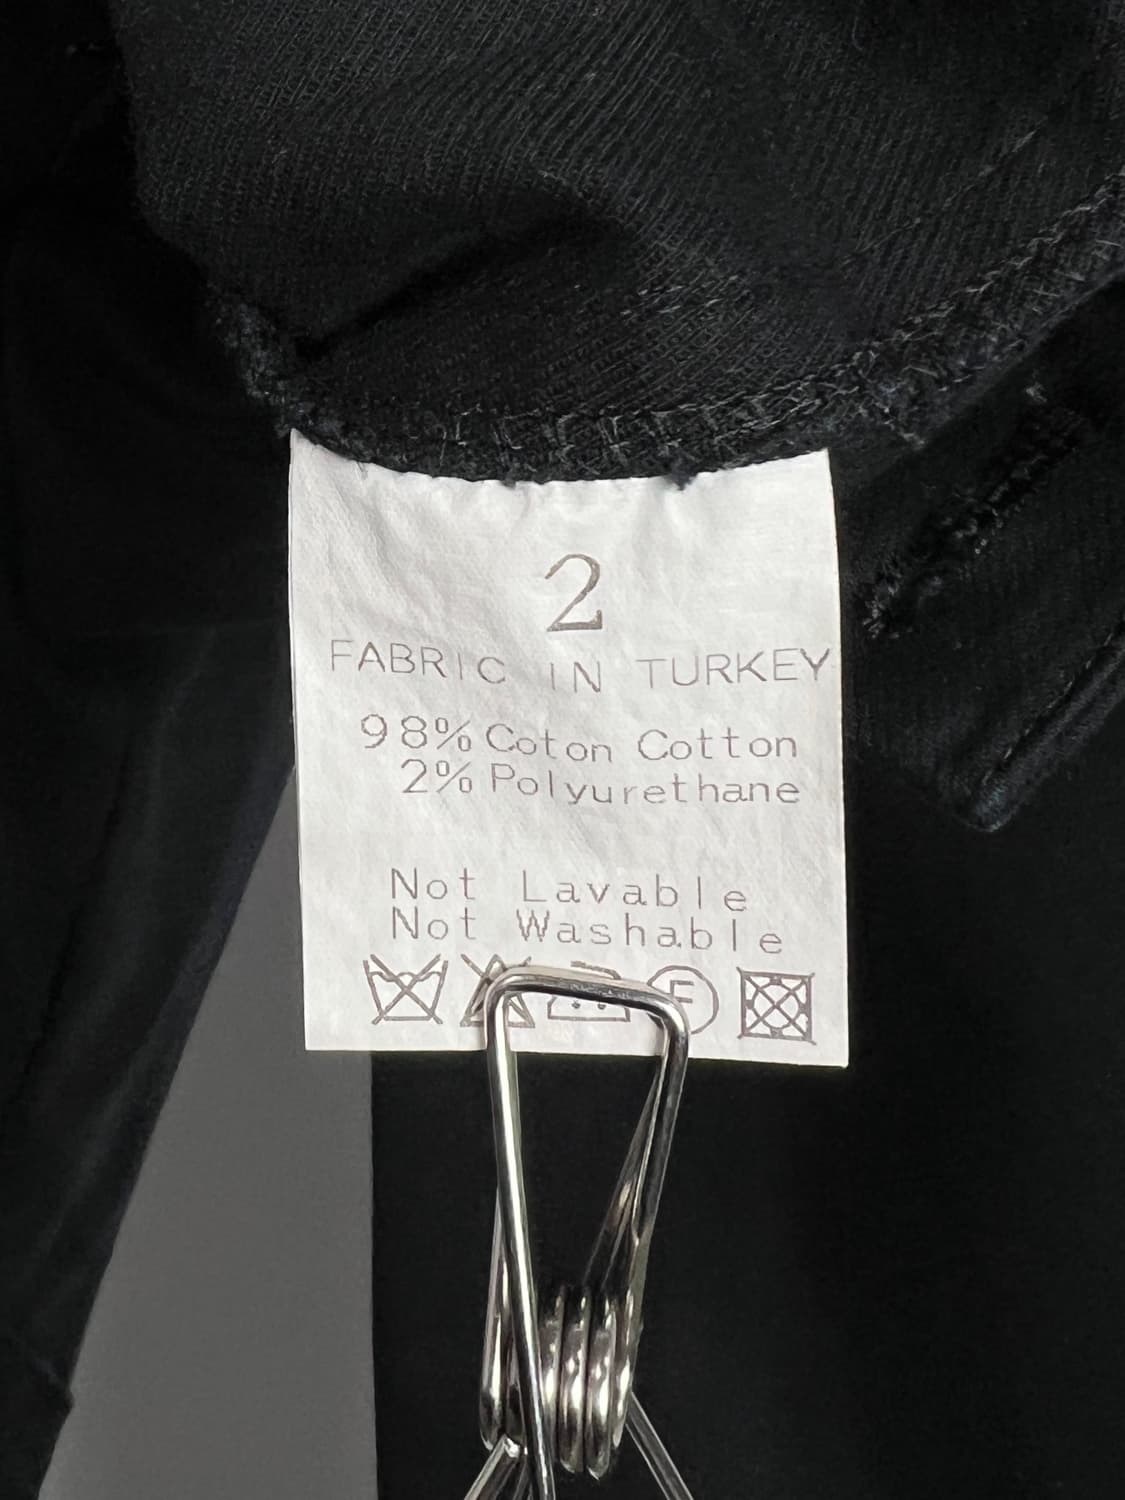 2
FABRIC IN TURKEY
98% Coton Cotton
2% Polyurethane
Not Lavable
Not Washable
F